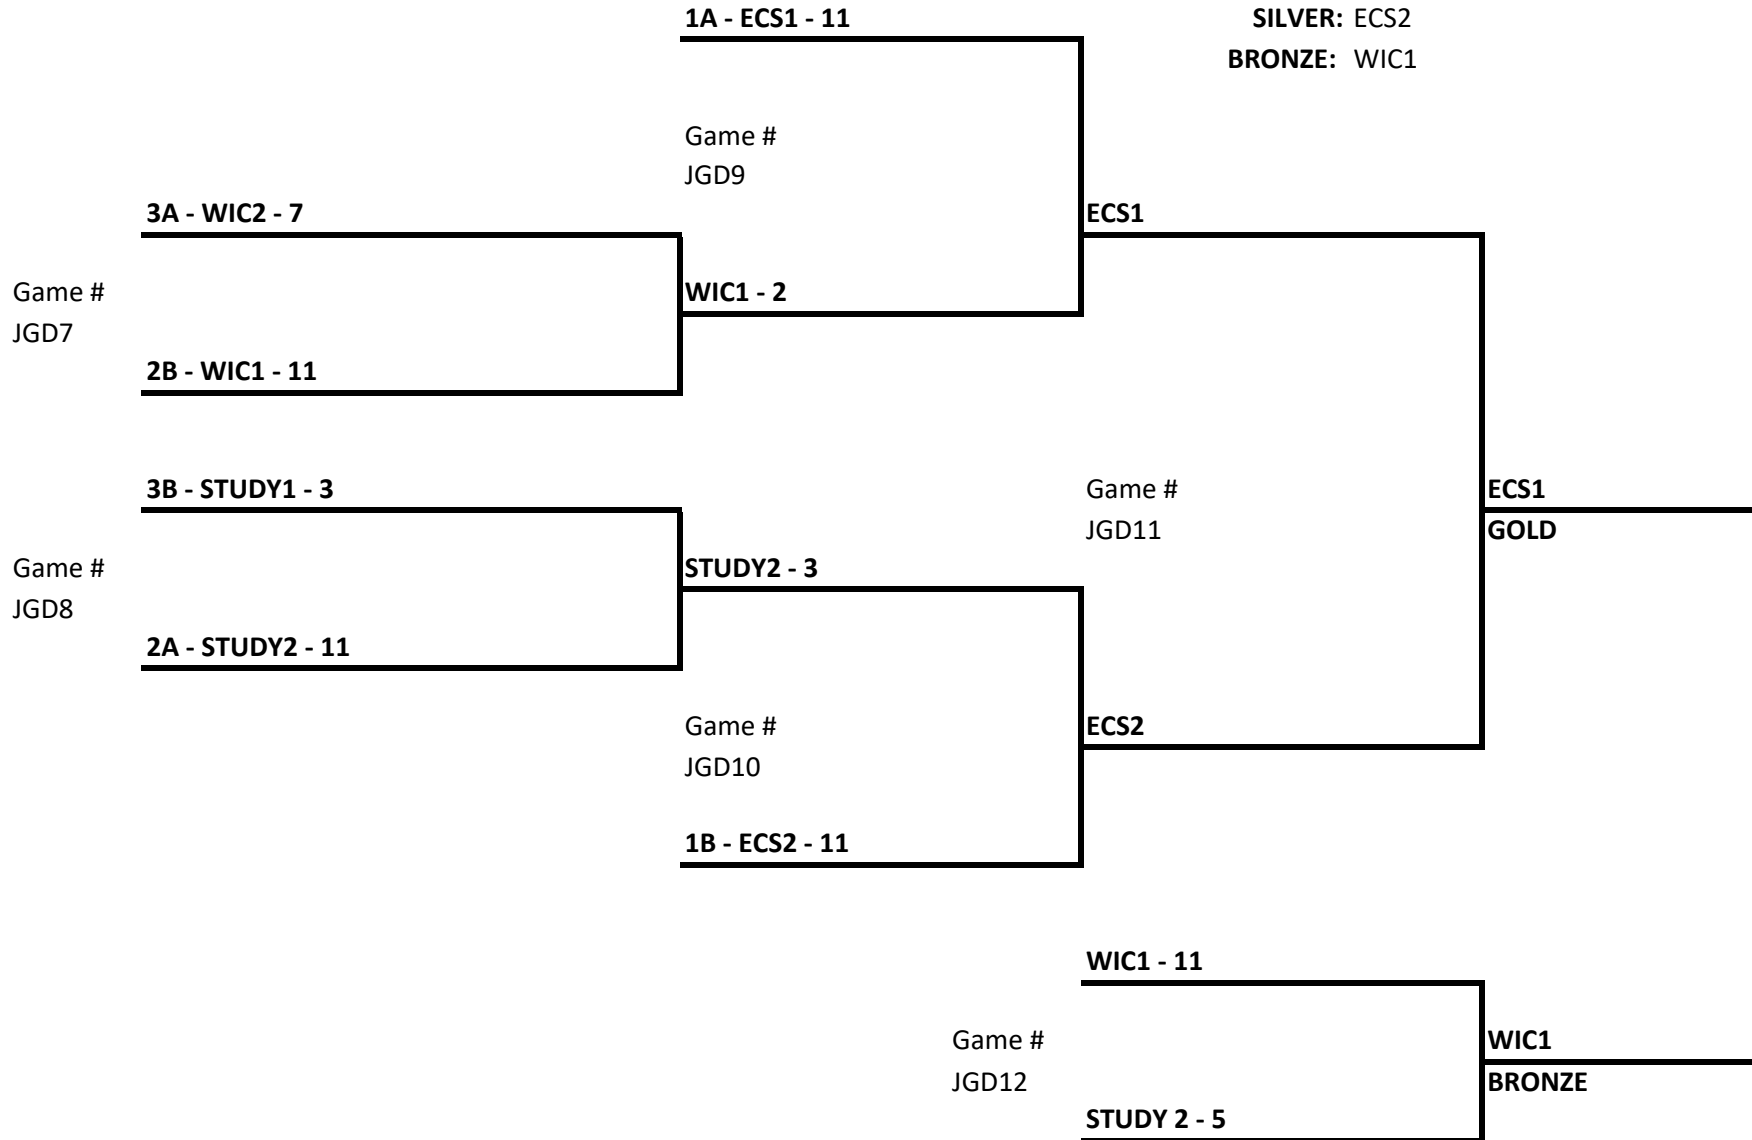 1A - ECS1 - 11
SILVER: ECS2
BRONZE: WIC1
Game #
JGD9
3A - WIC2 - 7
ECS1
Game #
JGD7
WIC1 - 2
2B - WIC1 - 11
3B - STUDY1 - 3
Game #
JGD11
ECS1
GOLD
Game #
JGD8
STUDY2 - 3
2A - STUDY2 - 11
Game #
JGD10
ECS2
1B - ECS2 - 11
WIC1 - 11
Game #
JGD12
WIC1
BRONZE
STUDY 2 - 5